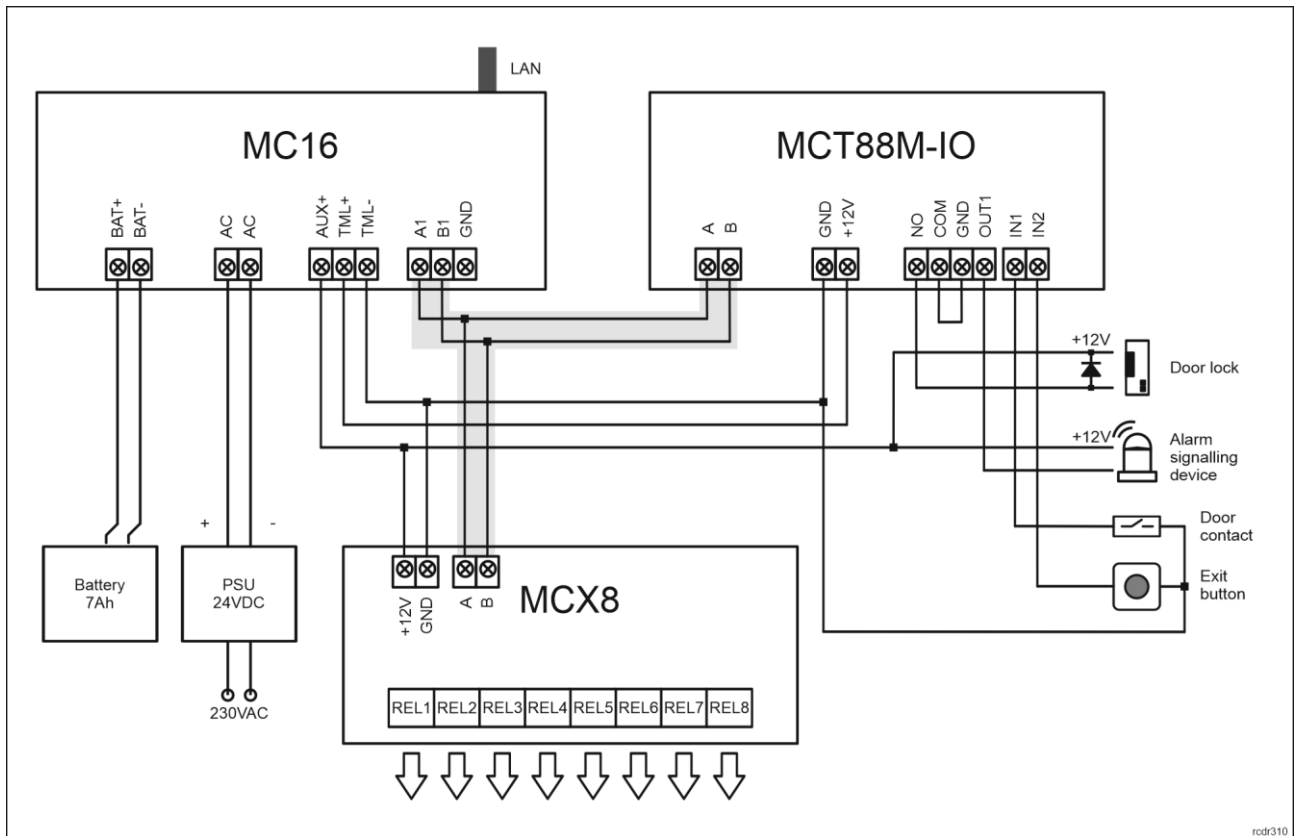 LAN
MC16
BAT+
BAT-
AC
AC
AUX+
TML+
TML-
A1
B1
GND
MCT88M-IO
A
B
GND
+12V
NO
COM
GND
OUT1
IN1
IN2
+12V
Door lock
+12V
Alarm
signalling
device
Door
contact
Exit
button
+
-
Battery
7Ah
PSU
24VDC
230VAC
+12V
GND
A
B
MCX8
REL1 REL2 REL3 REL4 REL5 REL6 REL7 REL8
rcdr310